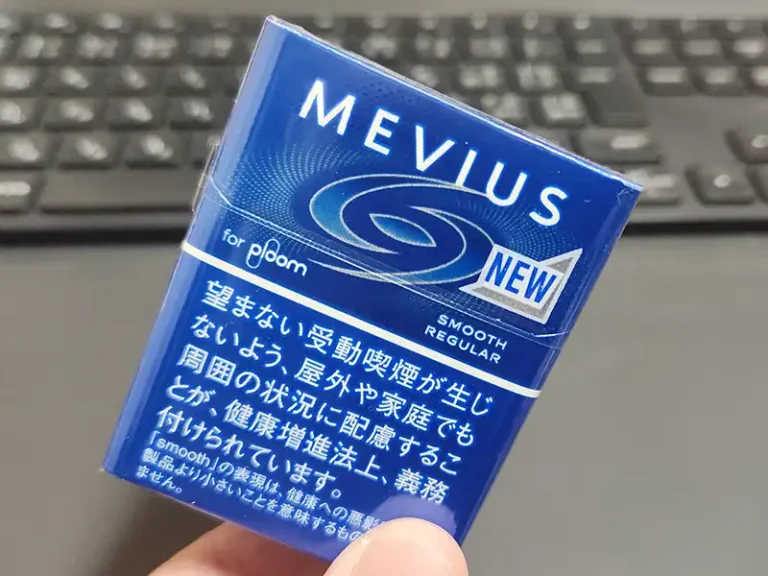 MEVIUS
for ploom
NEW
SMOOTH
REGULAR
望まない受動喫煙が生じ
ないよう、屋外や家庭でも
周囲の状況に配慮するこ
とが、健康増進法上、義務
付けられています。
「smooth」の表現は、健康への悪影
製品より小さいことを意味するもの
ません。